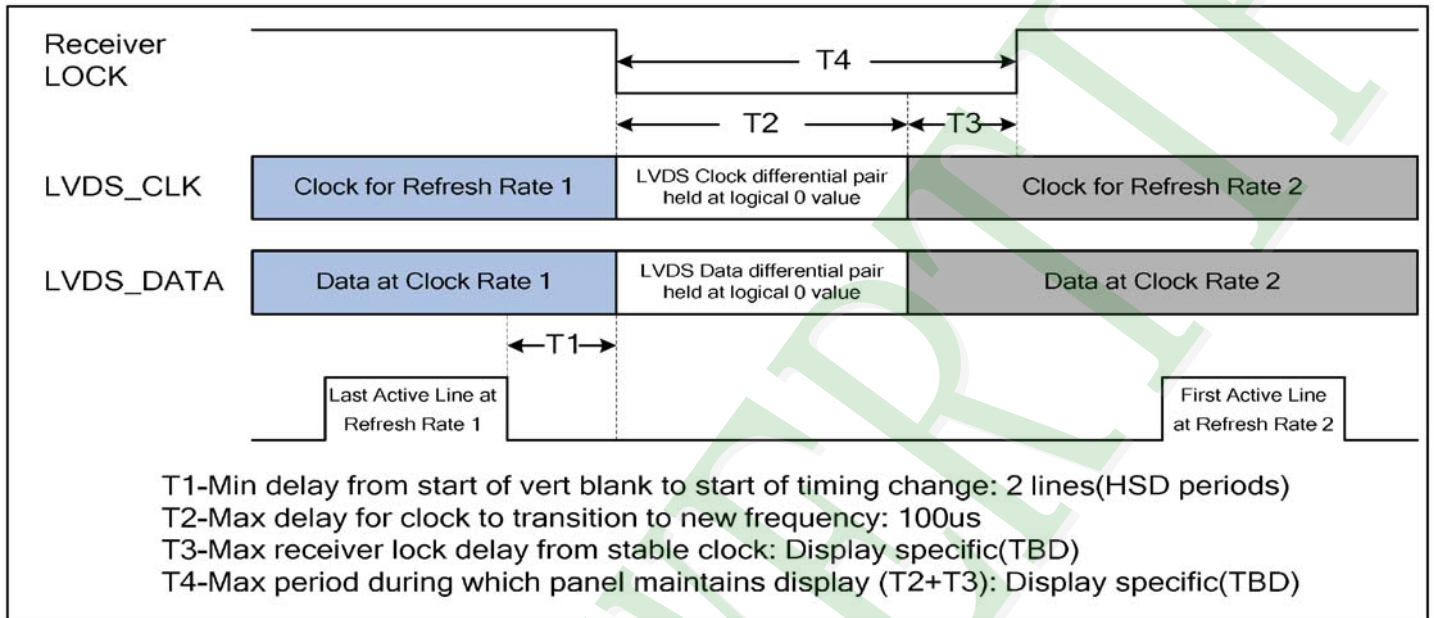 Receiver
LOCK
T4
T2
T3
LVDS_CLK
Clock for Refresh Rate 1
LVDS Clock differential pair
held at logical 0 value
Clock for Refresh Rate 2
LVDS_DATA
Data at Clock Rate 1
LVDS Data differential pair
held at logical 0 value
Data at Clock Rate 2
T1
Last Active Line at
Refresh Rate 1
First Active Line
at Refresh Rate 2
T1-Min delay from start of vert blank to start of timing change: 2 lines(HSD periods)
T2-Max delay for clock to transition to new frequency: 100us
T3-Max receiver lock delay from stable clock: Display specific(TBD)
T4-Max period during which panel maintains display (T2+T3): Display specific(TBD)